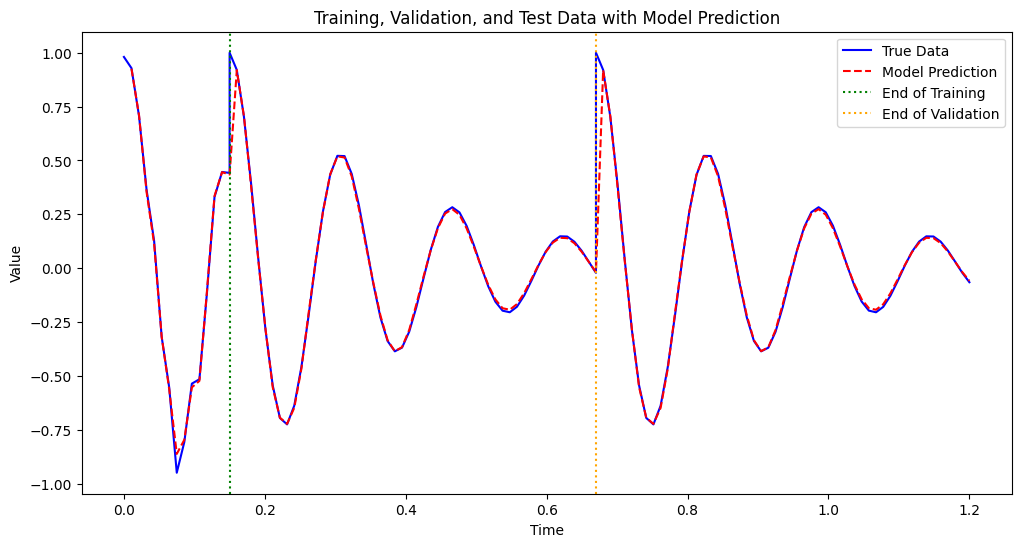 Training, Validation, and Test Data with Model Prediction
True Data
Model Prediction
End of Training
End of Validation
Value
1.00
0.75
0.50
0.25
0.00
−0.25
−0.50
−0.75
−1.00
0.0 0.2 0.4 0.6 0.8 1.0 1.2
Time